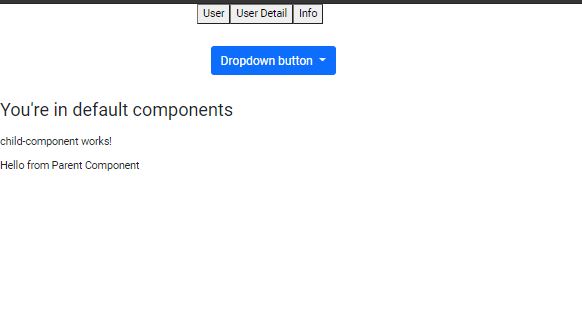 User User Detail Info
Dropdown button
You're in default components
child-component works!
Hello from Parent Component